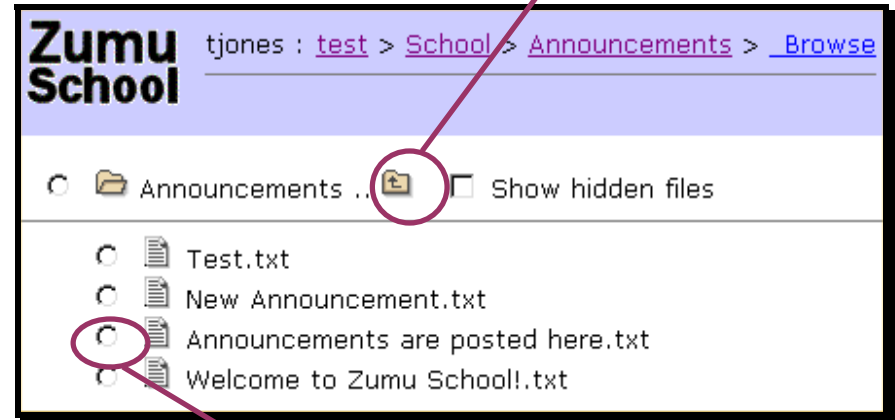 Zumu School
tjones : test > School > Announcements > _Browse
Announcements .. Show hidden files
Test.txt
New Announcement.txt
Announcements are posted here.txt
Welcome to Zumu School!.txt